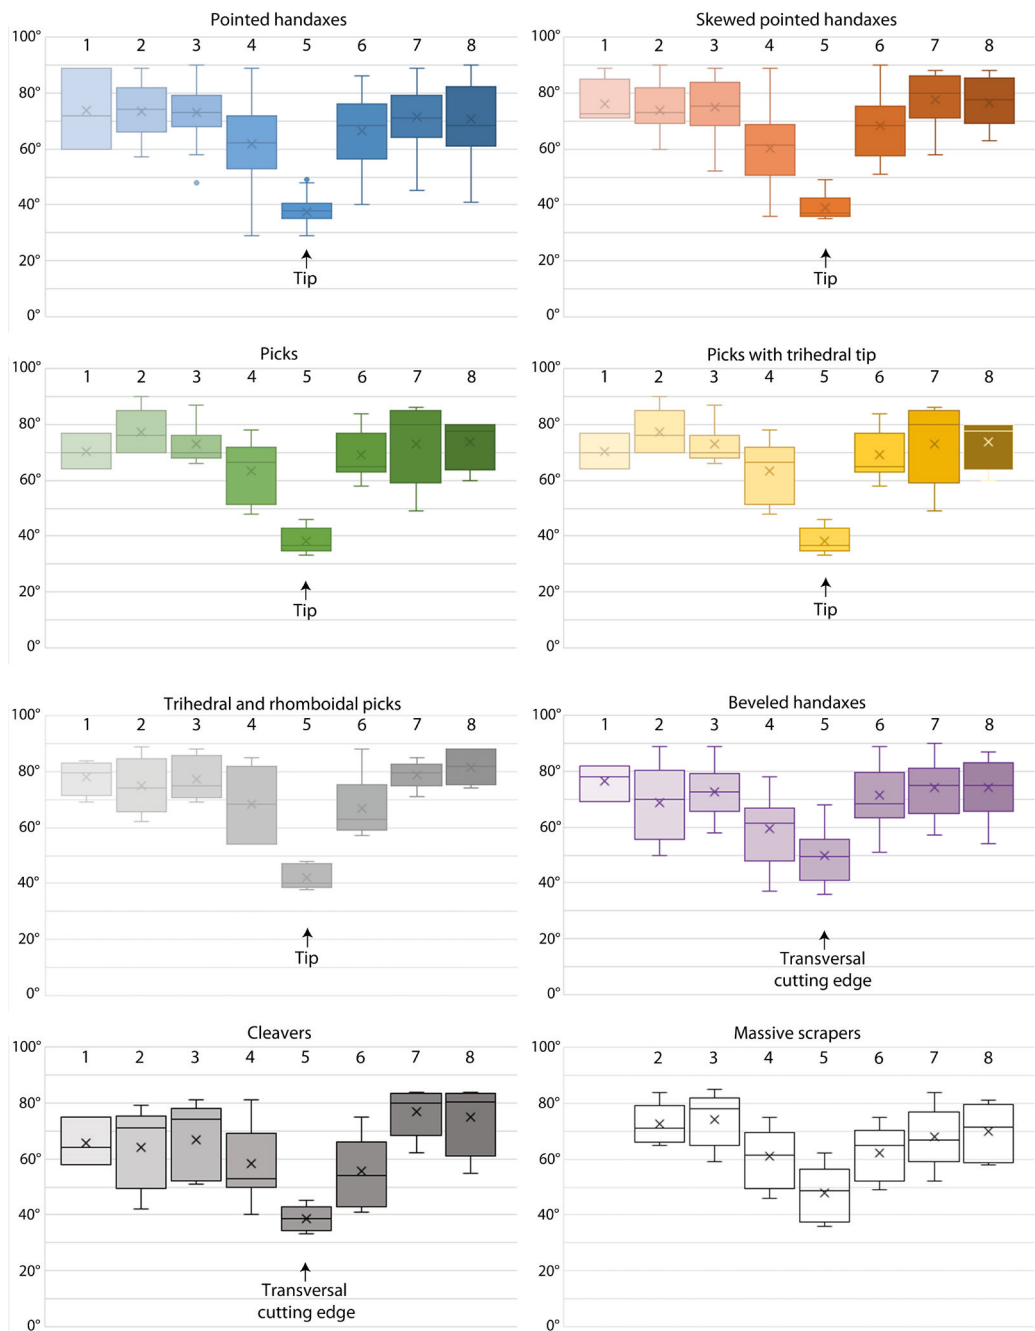 Pointed handaxes
100°
1 2 3 4 5 6 7 8
80°
60°
40°
20°
Tip
0°
Skewed pointed handaxes
100°
1 2 3 4 5 6 7 8
80°
60°
40°
20°
Tip
0°
Picks
100°
1 2 3 4 5 6 7 8
80°
60°
40°
20°
Tip
0°
Picks with trihedral tip
100°
1 2 3 4 5 6 7 8
80°
60°
40°
20°
Tip
0°
Trihedral and rhomboidal picks
100°
1 2 3 4 5 6 7 8
80°
60°
40°
20°
Tip
0°
Beveled handaxes
100°
1 2 3 4 5 6 7 8
80°
60°
40°
20°
Transversal
cutting edge
0°
Cleavers
100°
1 2 3 4 5 6 7 8
80°
60°
40°
20°
Transversal
cutting edge
0°
Massive scrapers
100°
2 3 4 5 6 7 8
80°
60°
40°
20°
0°